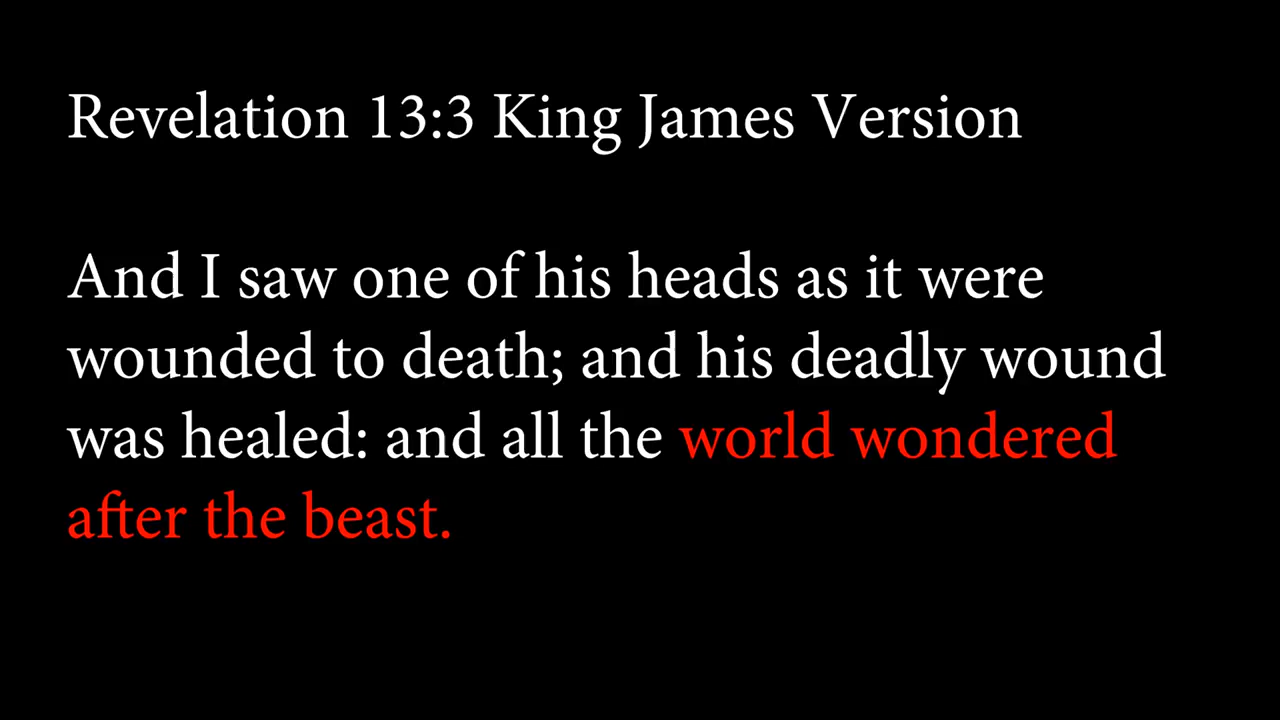 Revelation 13:3 King James Version
And I saw one of his heads as it were
wounded to death; and his deadly wound
was healed: and all the world wondered
after the beast.